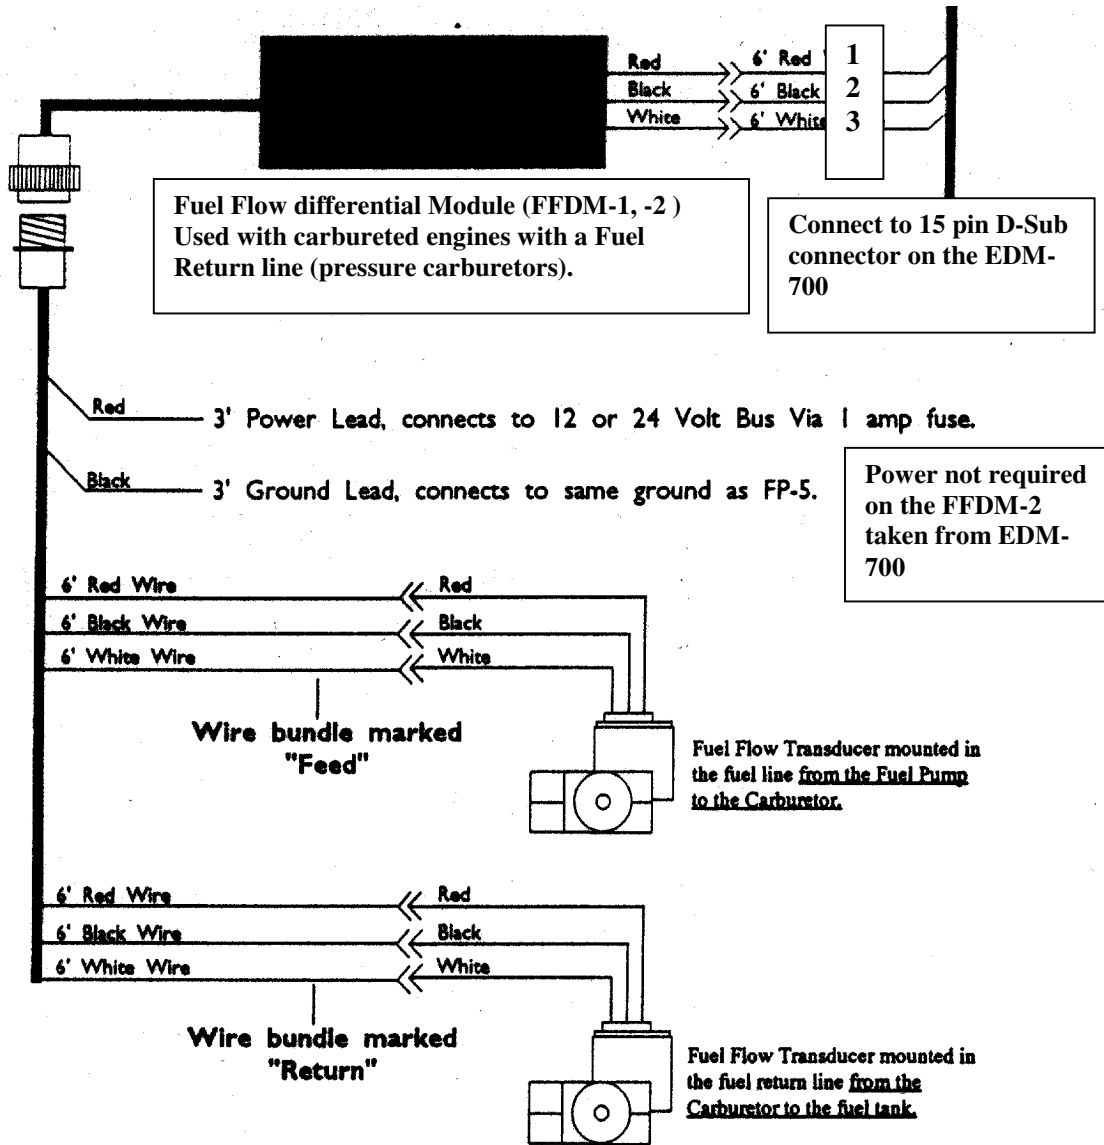 Red 6' Red 1
Black 6' Black 2
White 6' White 3
Fuel Flow differential Module (FFDM-1, -2 )
Used with carbureted engines with a Fuel
Return line (pressure carburetors).
Connect to 15 pin D-Sub
connector on the EDM-
700
Red 3' Power Lead, connects to 12 or 24 Volt Bus Via 1 amp fuse.
Black 3' Ground Lead, connects to same ground as FP-5.
Power not required
on the FFDM-2
taken from EDM-
700
6' Red Wire Red
6' Black Wire Black
6' White Wire White
Wire bundle marked
"Feed"
Fuel Flow Transducer mounted in
the fuel line from the Fuel Pump
to the Carburetor.
6' Red Wire Red
6' Black Wire Black
6' White Wire White
Wire bundle marked
"Return"
Fuel Flow Transducer mounted in
the fuel return line from the
Carburetor to the fuel tank.